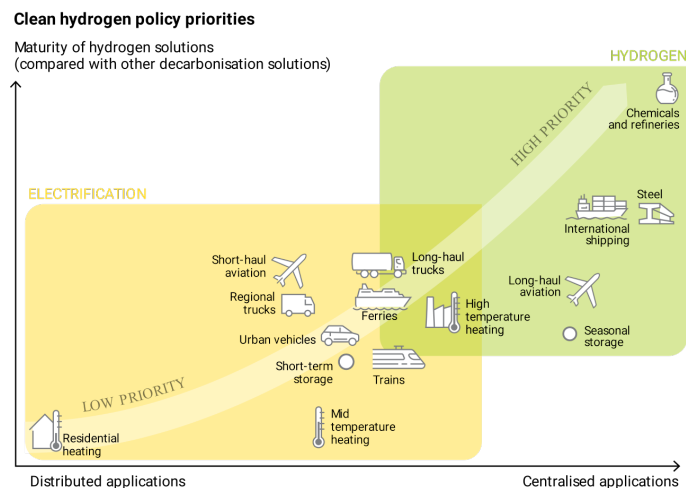 Clean hydrogen policy priorities
Maturity of hydrogen solutions
(compared with other decarbonisation solutions)
HYDROGEN
HIGH PRIORITY
Chemicals
and refineries
ELECTRIFICATION
Steel
International
shipping
Short-haul
aviation
Long-haul
trucks
Long-haul
aviation
Regional
trucks
Ferries
High
temperature
heating
Urban vehicles
Seasonal
storage
Short-term
storage
Trains
LOW PRIORITY
Mid
temperature
heating
Residential
heating
Distributed applications
Centralised applications